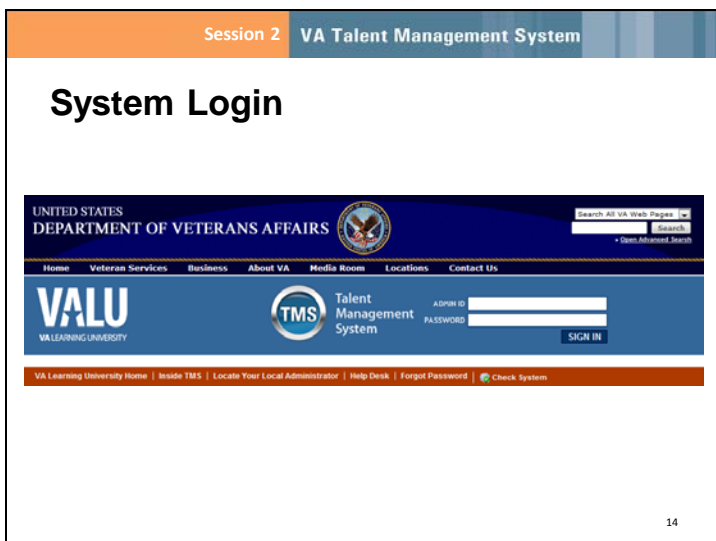 Session 2 VA Talent Management System
System Login
UNITED STATES
DEPARTMENT OF VETERANS AFFAIRS
Search All VA Web Pages
Search
Open Advanced Search
Home Veteran Services Business About VA Media Room Locations Contact Us
VALU
VA LEARNING UNIVERSITY
TMS
Talent
Management
System
ADMIN ID
PASSWORD
SIGN IN
VA Learning University Home | Inside TMS | Locate Your Local Administrator | Help Desk | Forgot Password | Check System
14